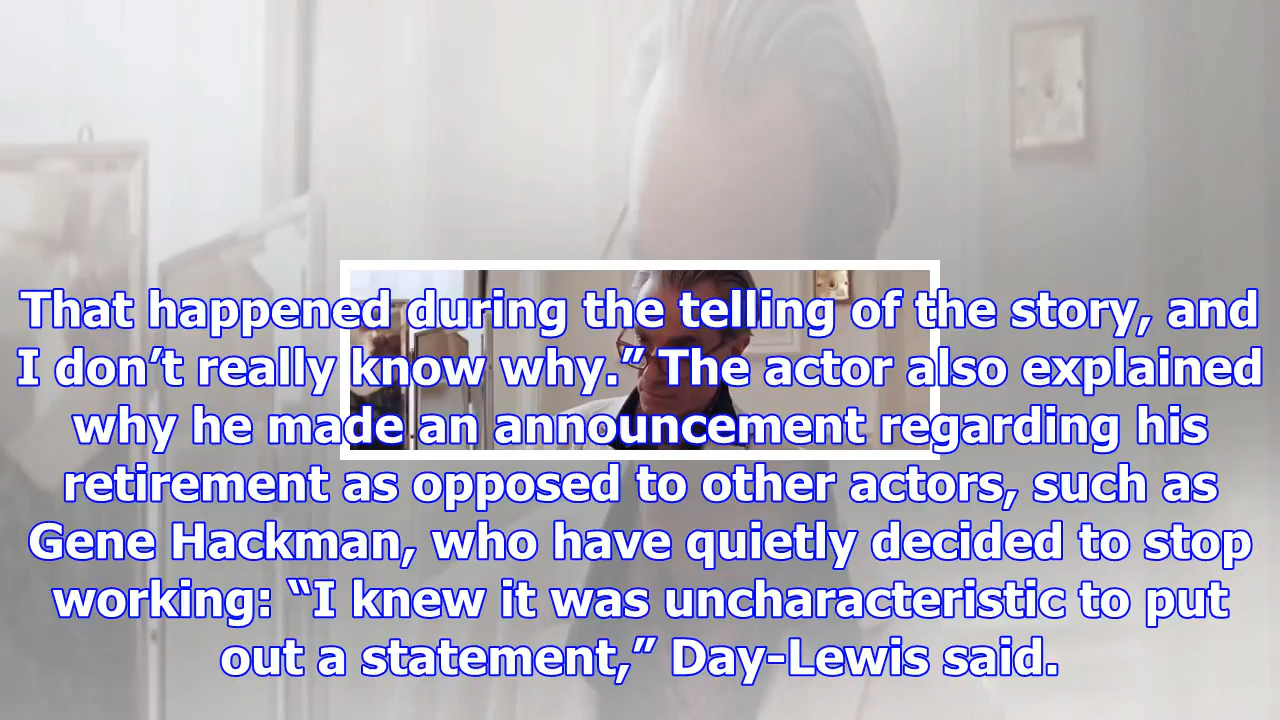 That happened during the telling of the story, and
I don’t really know why.” The actor also explained
why he made an announcement regarding his
retirement as opposed to other actors, such as
Gene Hackman, who have quietly decided to stop
working: “I knew it was uncharacteristic to put
out a statement,” Day-Lewis said.